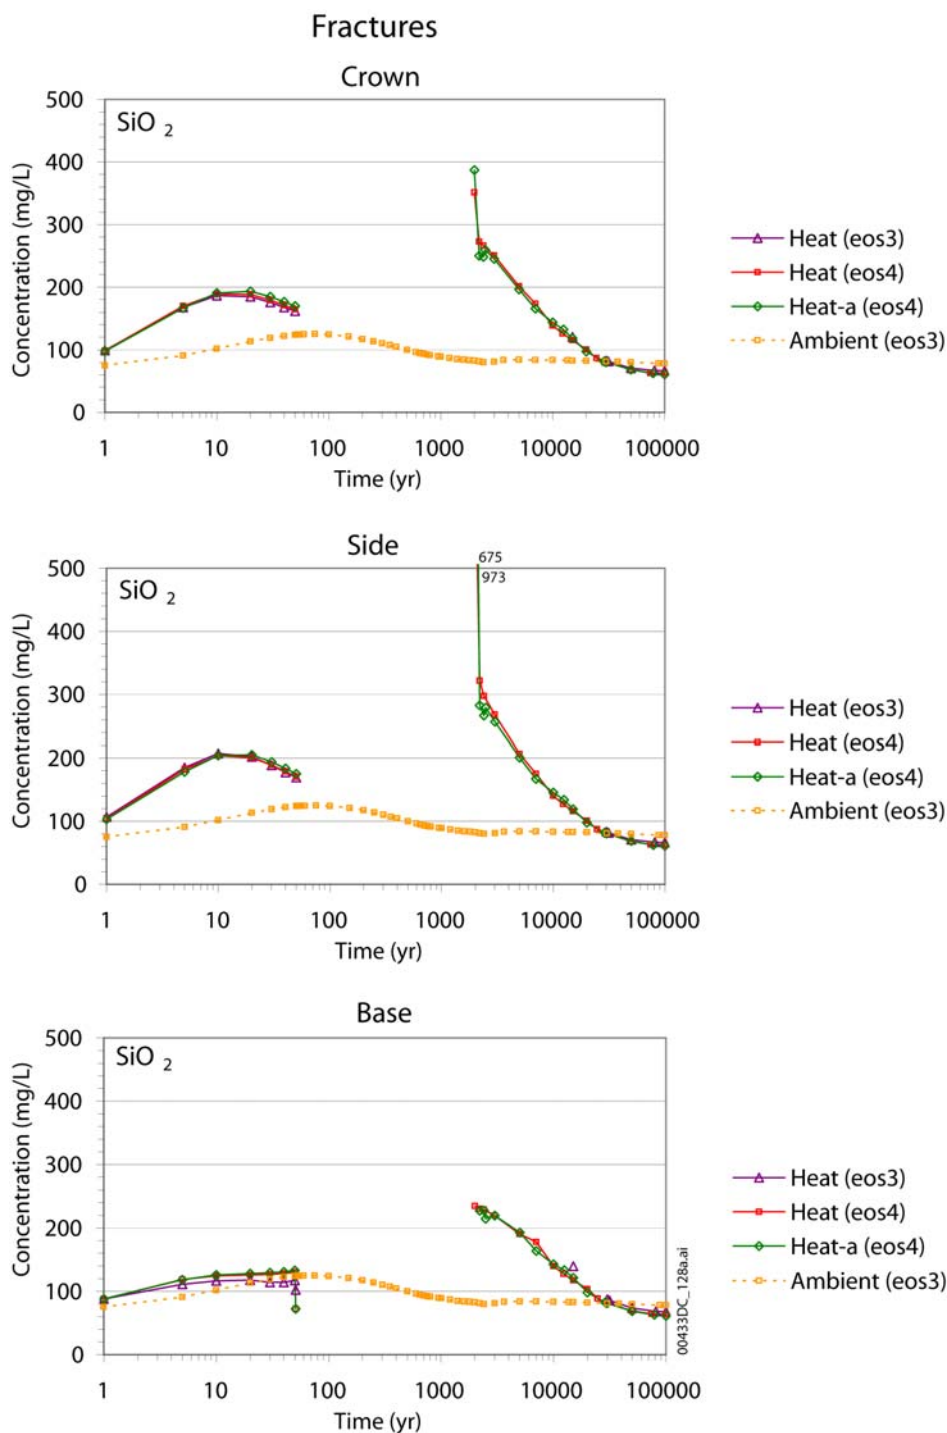 Fractures
Crown
SiO 2
Concentration (mg/L)
500
400
300
200
100
0
1 10 100 1000 10000 100000
Time (yr)
Heat (eos3)
Heat (eos4)
Heat-a (eos4)
Ambient (eos3)
Side
675
973
SiO 2
Concentration (mg/L)
500
400
300
200
100
0
1 10 100 1000 10000 100000
Time (yr)
Heat (eos3)
Heat (eos4)
Heat-a (eos4)
Ambient (eos3)
Base
SiO 2
Concentration (mg/L)
500
400
300
200
100
0
1 10 100 1000 10000 100000
Time (yr)
Heat (eos3)
Heat (eos4)
Heat-a (eos4)
Ambient (eos3)
00433DC_128a.ai